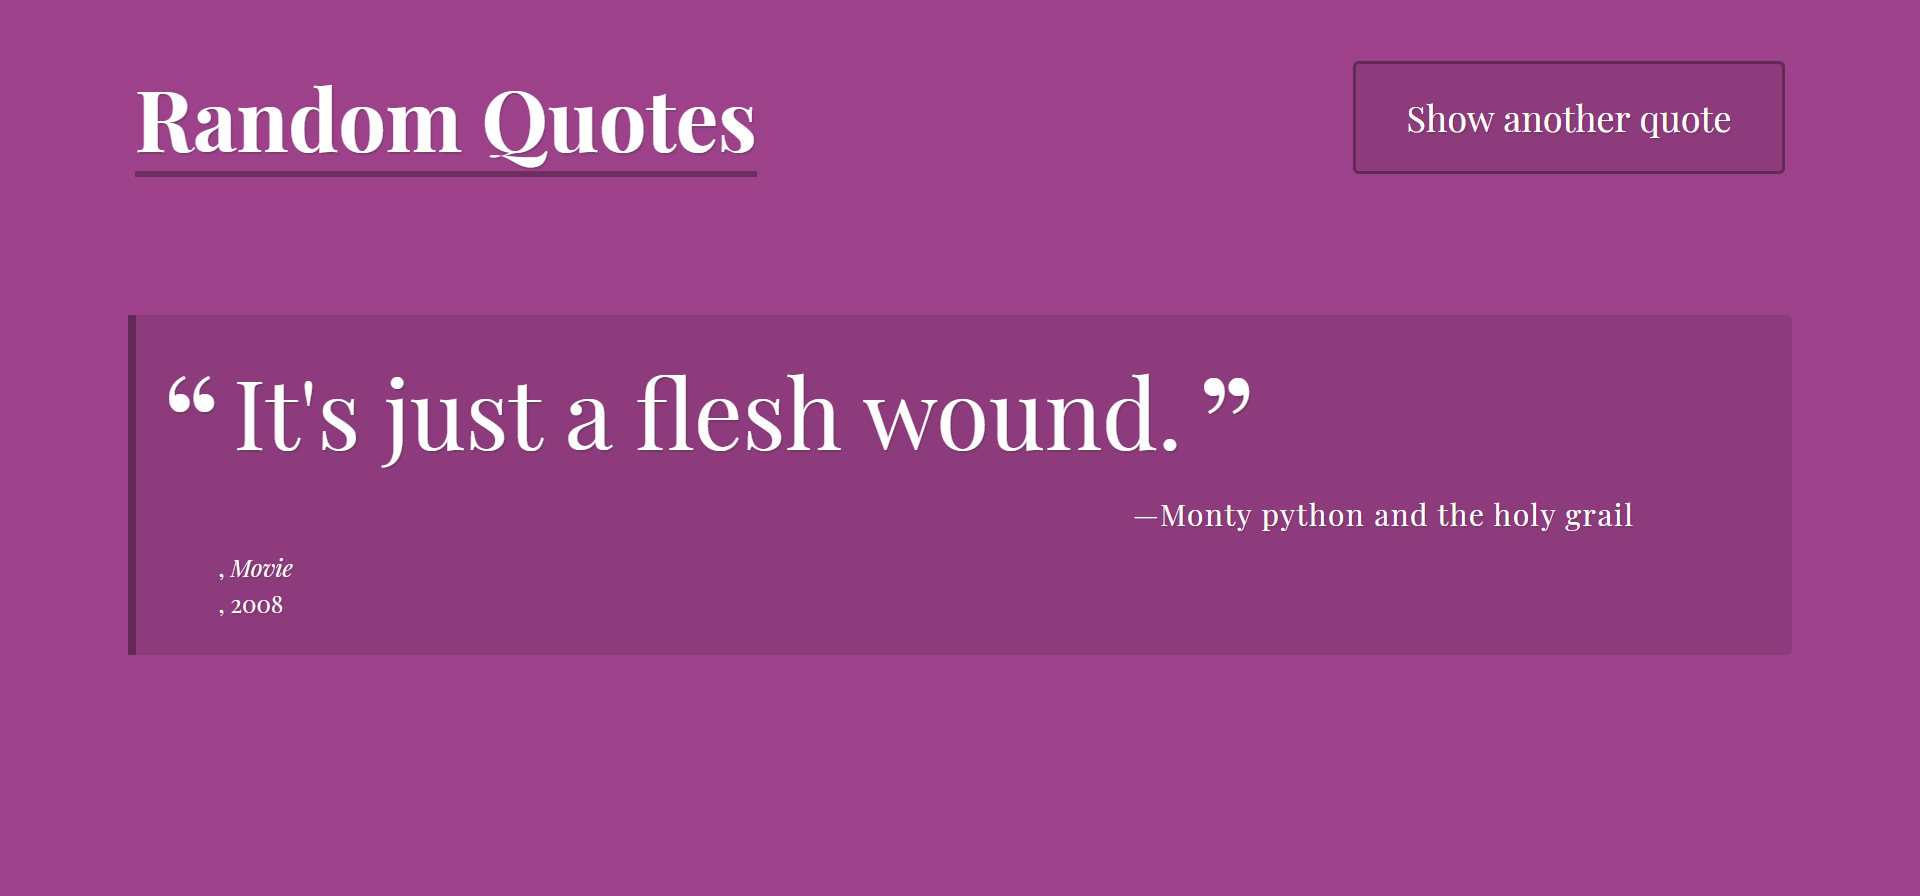 Random Quotes
Show another quote
“ It's just a flesh wound. ”
—Monty python and the holy grail
, Movie
, 2008